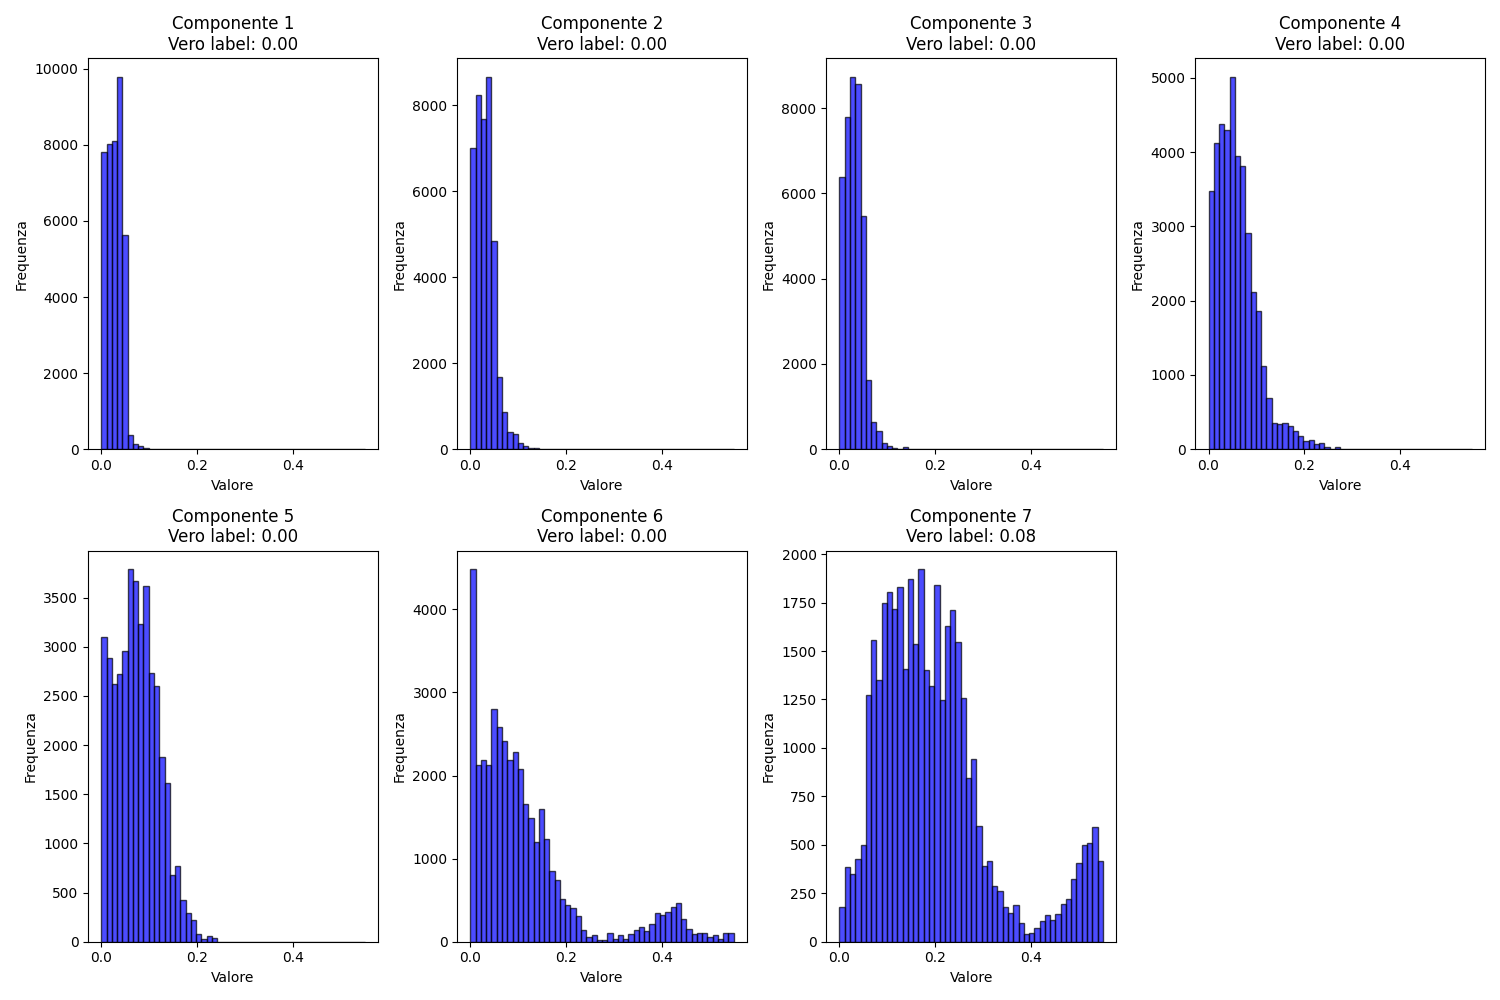 Componente 1
Vero label: 0.00
10000
8000
6000
4000
2000
0
Frequenza
0.0 0.2 0.4
Valore
Componente 2
Vero label: 0.00
8000
6000
4000
2000
0
Frequenza
0.0 0.2 0.4
Valore
Componente 3
Vero label: 0.00
8000
6000
4000
2000
0
Frequenza
0.0 0.2 0.4
Valore
Componente 4
Vero label: 0.00
5000
4000
3000
2000
1000
0
Frequenza
0.0 0.2 0.4
Valore
Componente 5
Vero label: 0.00
3500
3000
2500
2000
1500
1000
500
0
Frequenza
0.0 0.2 0.4
Valore
Componente 6
Vero label: 0.00
4000
3000
2000
1000
0
Frequenza
0.0 0.2 0.4
Valore
Componente 7
Vero label: 0.08
2000
1750
1500
1250
1000
750
500
250
0
Frequenza
0.0 0.2 0.4
Valore